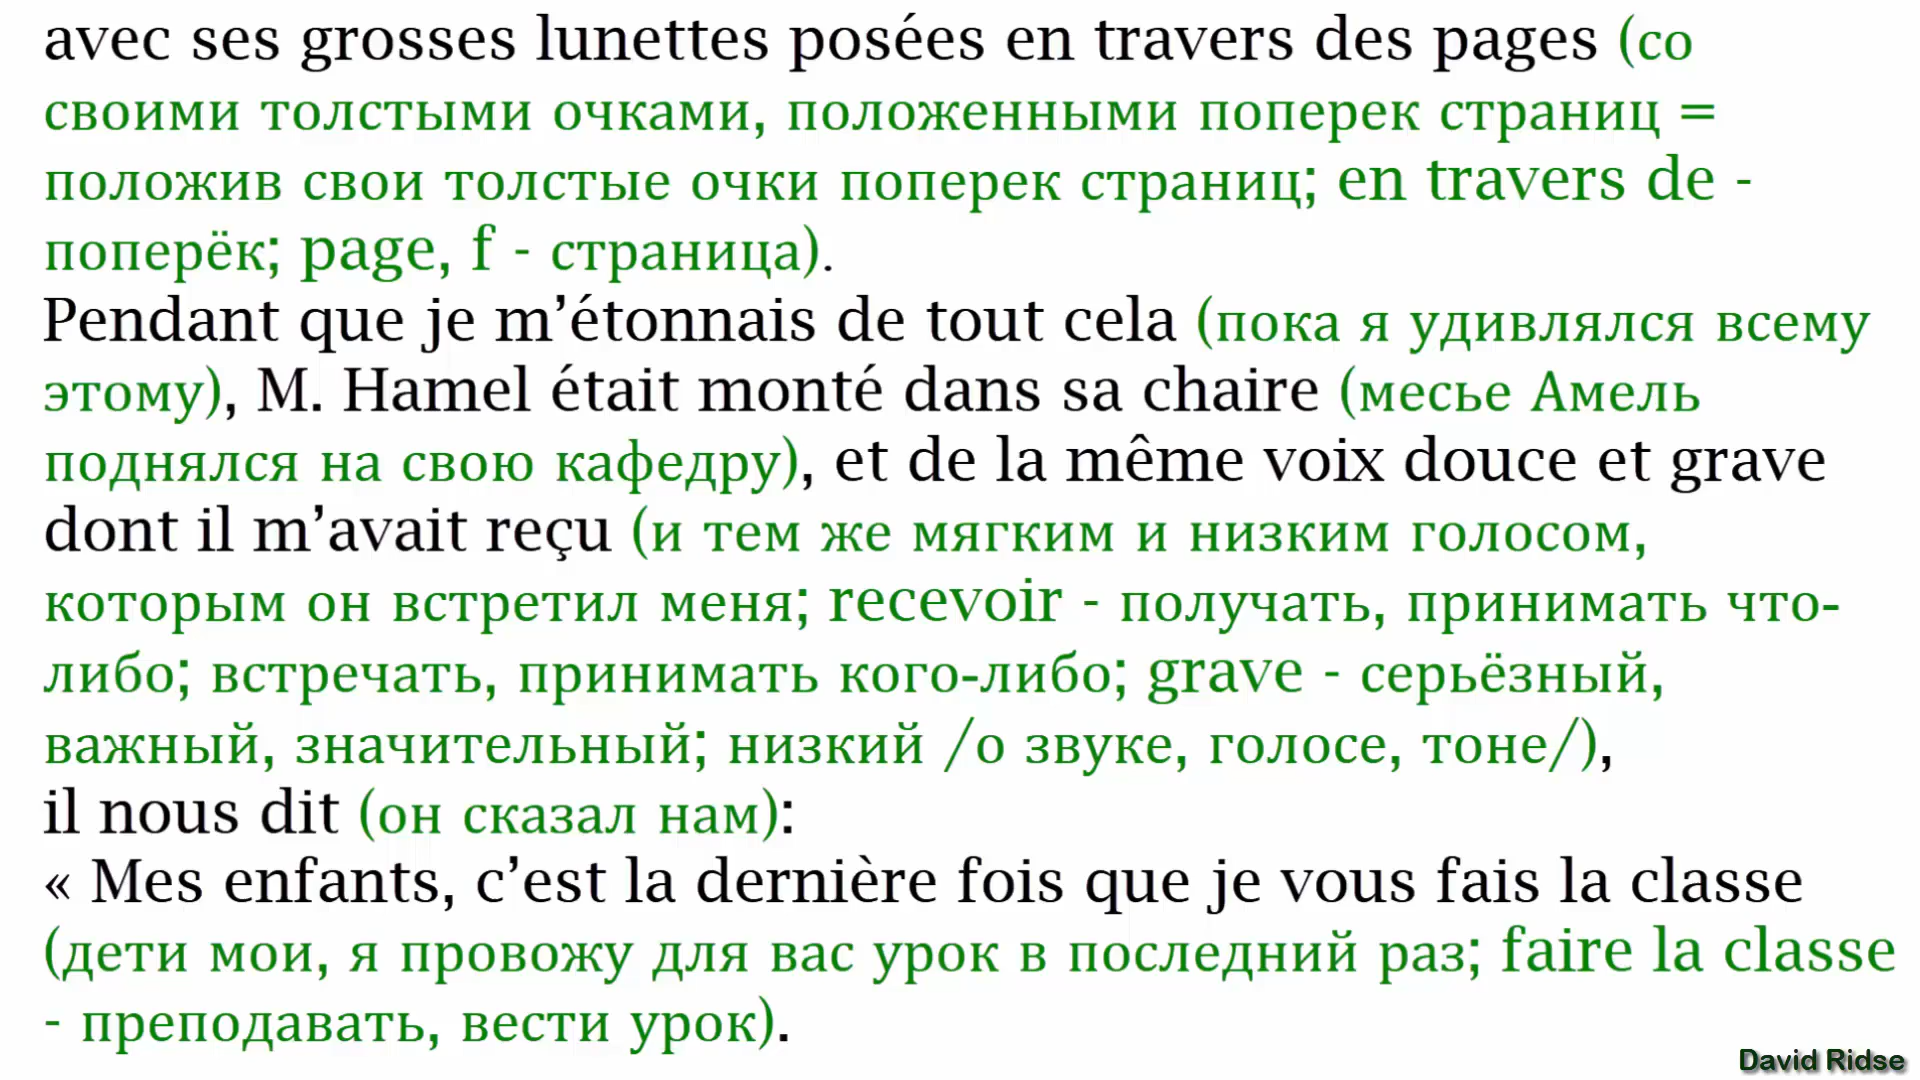 avec ses grosses lunettes posées en travers des pages (со
своими толстыми очками, положенными поперек страниц =
положив свои толстые очки поперек страниц; en travers de -
поперёк; page, f - страница).
Pendant que je m’étonnais de tout cela (пока я удивлялся всему
этому), M. Hamel était monté dans sa chaire (месье Амель
поднялся на свою кафедру), et de la même voix douce et grave
dont il m’avait reçu (и тем же мягким и низким голосом,
которым он встретил меня; recevoir - получать, принимать что-
либо; встречать, принимать кого-либо; grave - серьёзный,
важный, значительный; низкий /о звуке, голосе, тоне/),
il nous dit (он сказал нам):
« Mes enfants, c’est la dernière fois que je vous fais la classe
(дети мои, я провожу для вас урок в последний раз; faire la classe
- преподавать, вести урок).
David Ridse